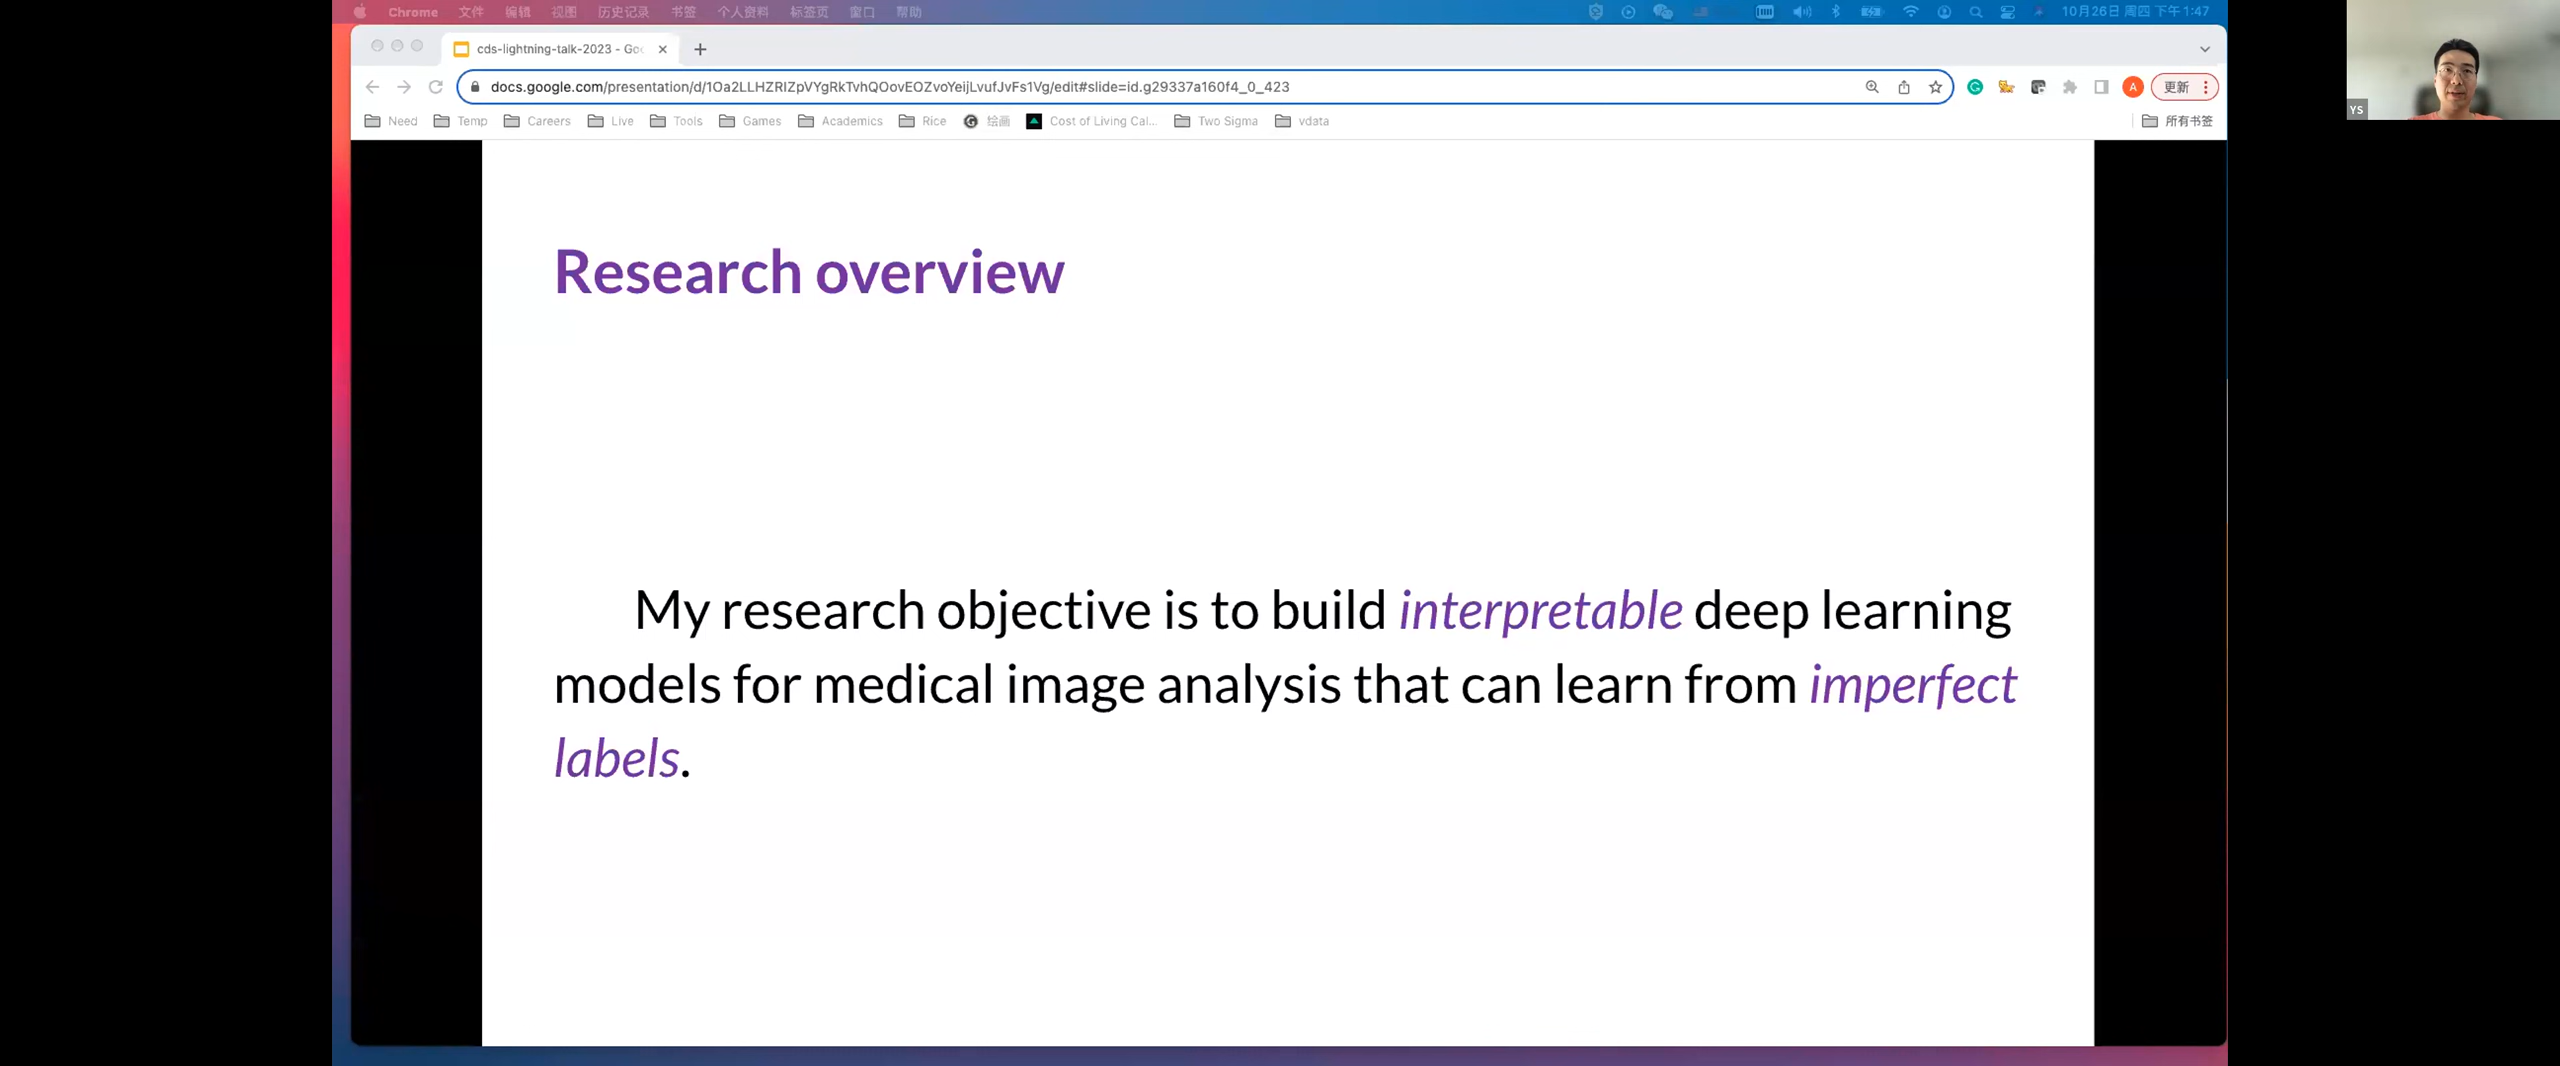 Chrome 文件 编辑 视图 历史记录 书签 个人资料 标签页 窗口 帮助 10月26日 周四 下午 1:47
cds-lightning-talk-2023 - Goo
docs.google.com/presentation/d/1Oa2LLHZRIZpVYgRkTvhQOovEOZvoYeijLvufJvFs1Vg/edit#slide=id.g29337a160f4_0_423 A 更新
Need Temp Careers Live Tools Games Academics Rice 绘画 Cost of Living Cal... Two Sigma vdata 所有书签
YS
Research overview
My research objective is to build interpretable deep learning
models for medical image analysis that can learn from imperfect
labels.